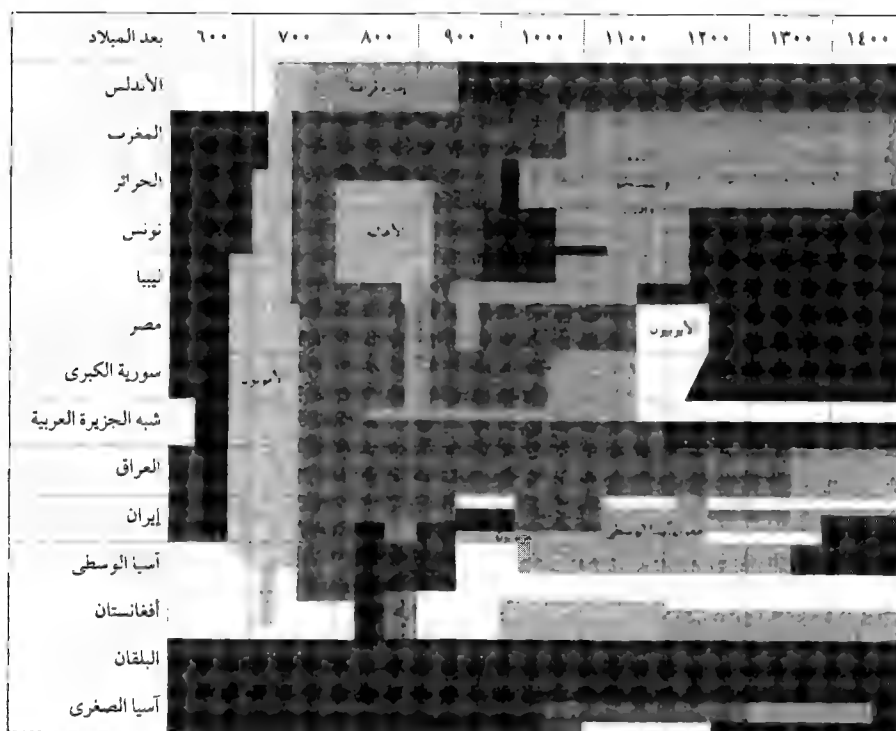 بعد الميلاد ٦٠٠ ٧٠٠ ٨٠٠ ٩٠٠ ١٠٠٠ ١١٠٠ ١٢٠٠ ١٣٠٠ ١٤٠٠
الأندلس
المغرب
الجزائر
تونس
ليبيا
مصر
الأيوبيون
سورية الكبرى
الأمويون
شبه الجزيرة العربية
العراق
إيران
آسيا الوسطى
أفغانستان
البلقان
آسيا الصغرى